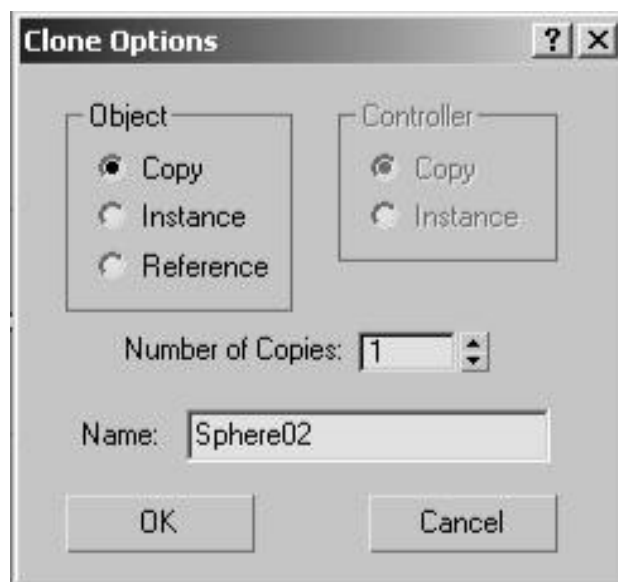 Clone Options ? X
Object
Copy
Instance
Reference
Controller
Copy
Instance
Number of Copies: 1
Name: Sphere02
OK Cancel